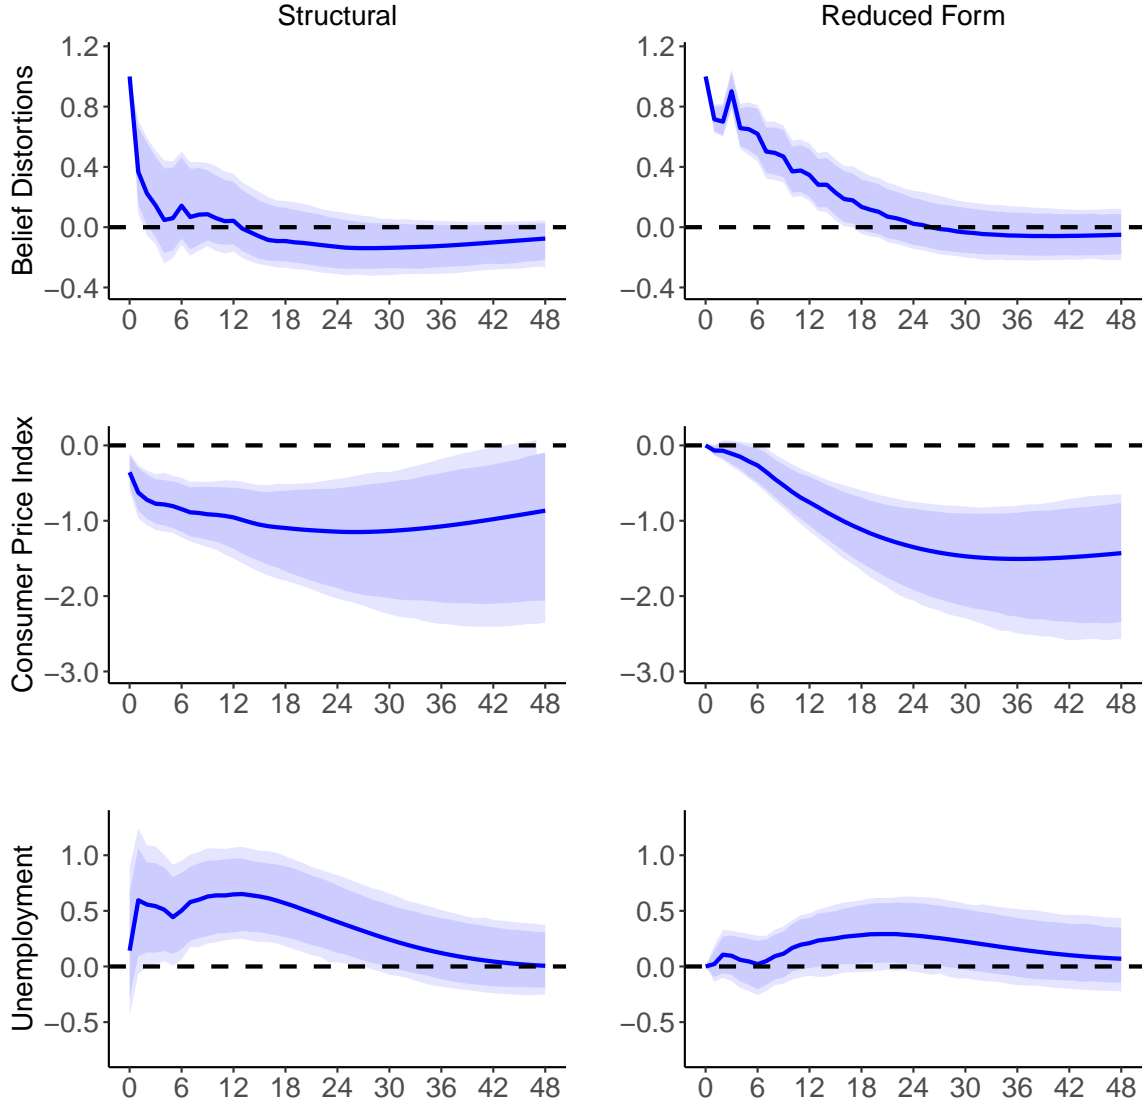 Structural Reduced Form
Belief Distortions
1.2
0.8
0.4
0.0
−0.4
0 6 12 18 24 30 36 42 48
1.2
0.8
0.4
0.0
−0.4
0 6 12 18 24 30 36 42 48
Consumer Price Index
0.0
−1.0
−2.0
−3.0
0 6 12 18 24 30 36 42 48
0.0
−1.0
−2.0
−3.0
0 6 12 18 24 30 36 42 48
Unemployment
1.0
0.5
0.0
−0.5
0 6 12 18 24 30 36 42 48
1.0
0.5
0.0
−0.5
0 6 12 18 24 30 36 42 48